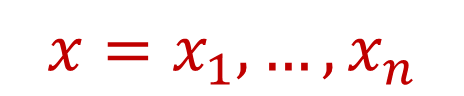 x = x₁, … , xₙ